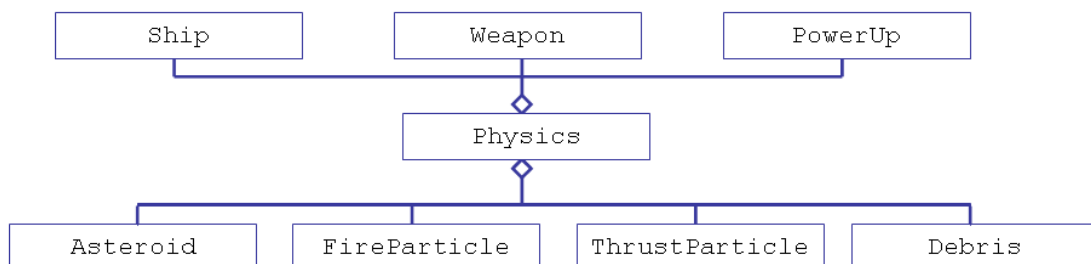 Ship Weapon PowerUp
Physics
Asteroid FireParticle ThrustParticle Debris